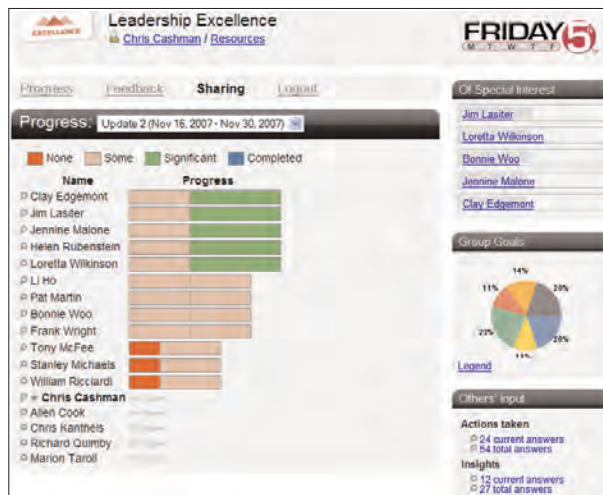 EXCELLENCE
Leadership Excellence
Chris Cashman / Resources
FRIDAY 5
M T W T F
Progress Feedback Sharing Logout
Progress: Update 2 (Nov 16, 2007 - Nov 30, 2007)
None Some Significant Completed
Name Progress
Clay Edgemont
Jim Lasiter
Jennine Malone
Helen Rubenstein
Loretta Wilkinson
Li Ho
Pat Martin
Bonnie Woo
Frank Wright
Tony McFee
Stanley Michaels
William Ricciardi
Chris Cashman
Allen Cook
Chris Kantheis
Richard Quimby
Marion Taroll
Of Special Interest
Jim Lasiter
Loretta Wilkinson
Bonnie Woo
Jennine Malone
Clay Edgemont
Group Goals
14%
11% 20%
23% 20%
Legend
Others' Input
Actions taken
24 current answers
54 total answers
Insights
12 current answers
27 total answers